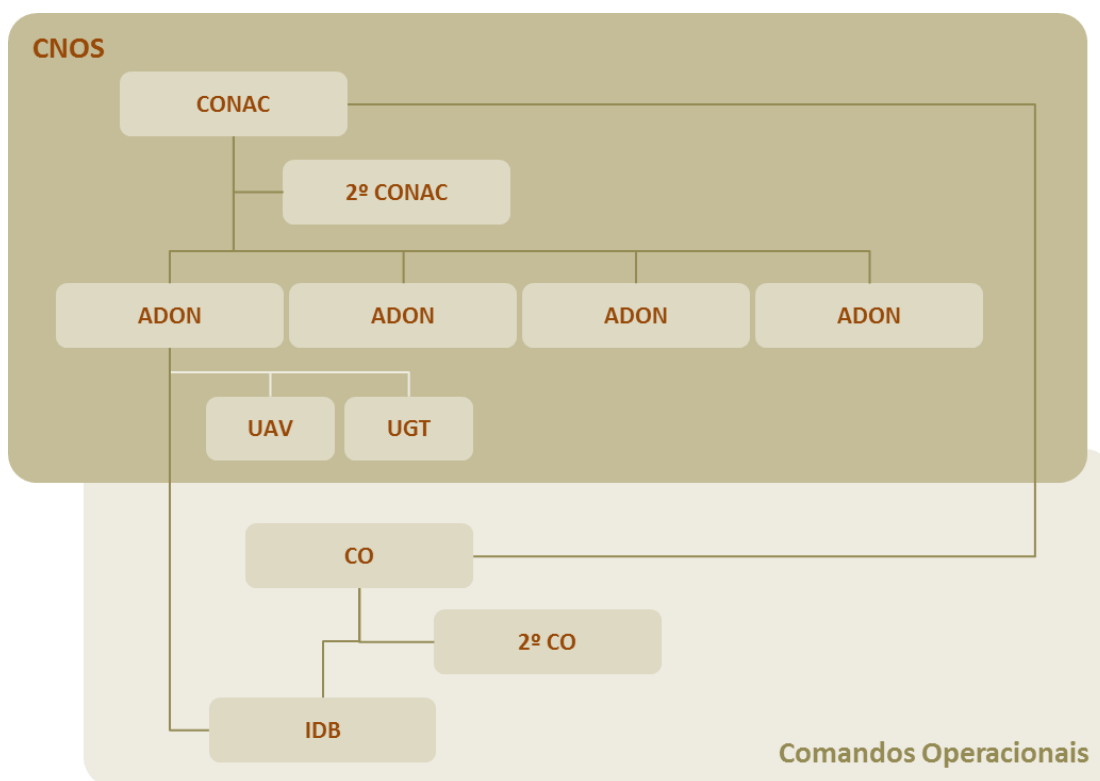 CNOS
CONAC
2º CONAC
ADON
ADON
ADON
ADON
UAV
UGT
CO
2º CO
IDB
Comandos Operacionais